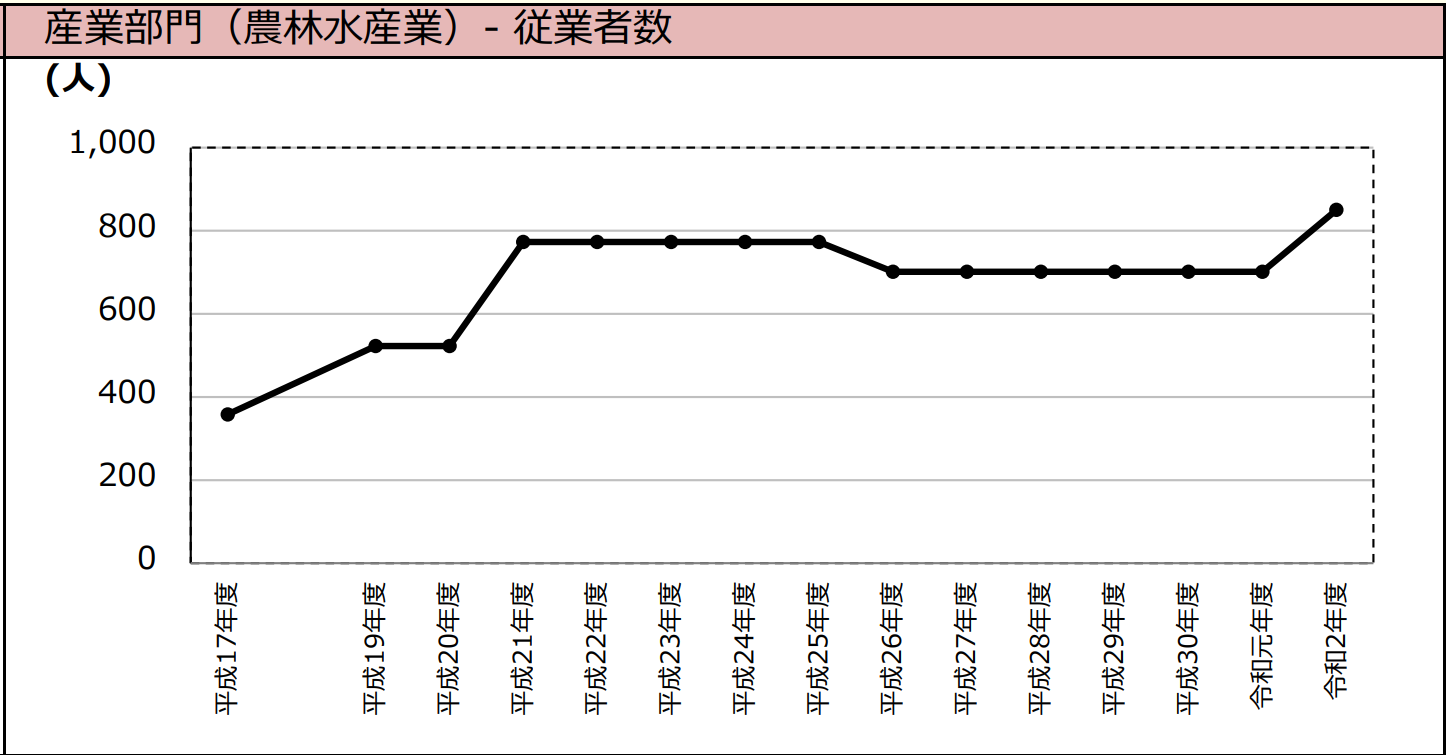 産業部門（農林水産業）- 従業者数
(人)
1,000
800
600
400
200
0
平成17年度
平成19年度
平成20年度
平成21年度
平成22年度
平成23年度
平成24年度
平成25年度
平成26年度
平成27年度
平成28年度
平成29年度
平成30年度
令和元年度
令和2年度